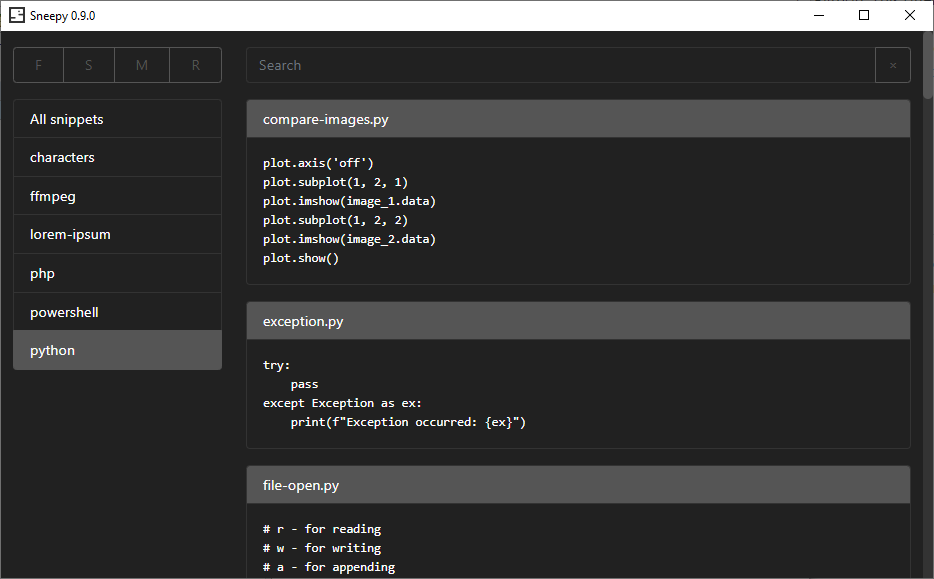 Sneepy 0.9.0
F S M R
Search ×
All snippets
characters
ffmpeg
lorem-ipsum
php
powershell
python
compare-images.py
plot.axis('off')
plot.subplot(1, 2, 1)
plot.imshow(image_1.data)
plot.subplot(1, 2, 2)
plot.imshow(image_2.data)
plot.show()
exception.py
try:
    pass
except Exception as ex:
    print(f"Exception occurred: {ex}")
file-open.py
# r - for reading
# w - for writing
# a - for appending